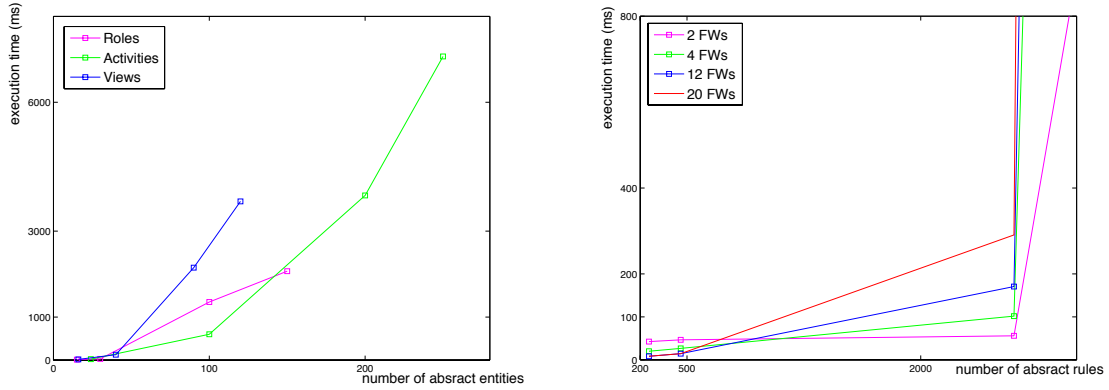 execution time (ms)
Roles
Activities
Views
6000
3000
1000
0
0
100
200
number of absract entities
execution time (ms)
2 FWs
4 FWs
12 FWs
20 FWs
800
400
200
100
0
200
500
2000
number of absract rules